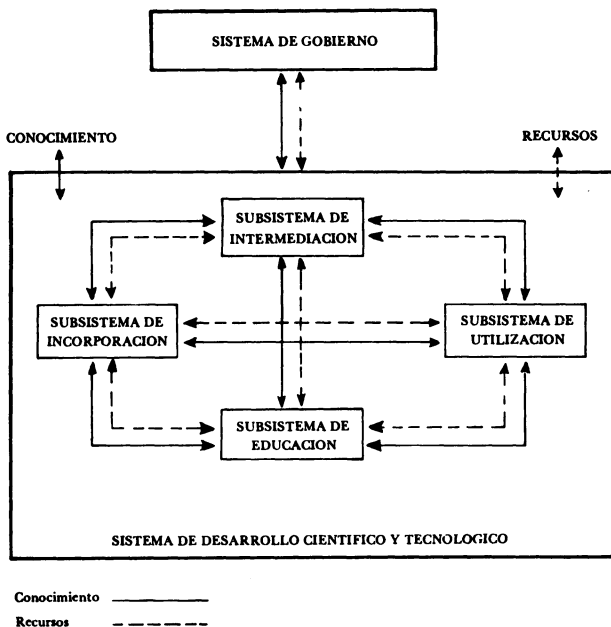 SISTEMA DE GOBIERNO
CONOCIMIENTO
RECURSOS
SUBSISTEMA DE
INTERMEDIACION
SUBSISTEMA DE
INCORPORACION
SUBSISTEMA DE
UTILIZACION
SUBSISTEMA DE
EDUCACION
SISTEMA DE DESARROLLO CIENTIFICO Y TECNOLOGICO
Conocimiento
Recursos